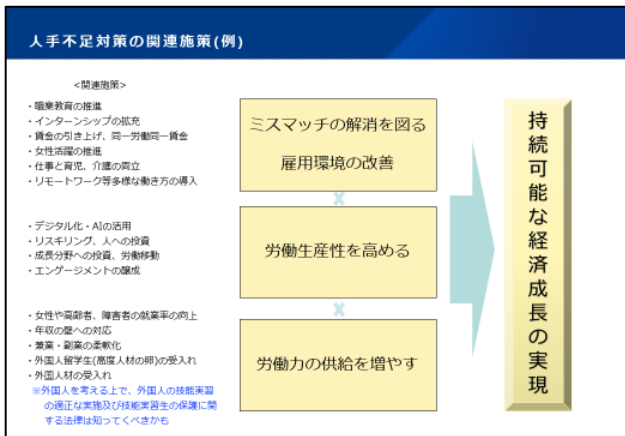 人手不足対策の関連施策(例)
<関連施策>
・職業教育の推進
・インターンシップの拡充
・賃金の引き上げ、同一労働同一賃金
・女性活躍の推進
・仕事と育児、介護の両立
・リモートワーク等多様な働き方の導入
ミスマッチの解消を図る
雇用環境の改善
×
・デジタル化・AIの活用
・リスキリング、人への投資
・成長分野への投資、労働移動
・エンゲージメントの醸成
労働生産性を高める
×
・女性や高齢者、障害者の就業率の向上
・年収の壁への対応
・兼業・副業の柔軟化
・外国人留学生(高度人材の卵)の受入れ
・外国人材の受入れ
※外国人を考える上で、外国人の技能実習
の適正な実施及び技能実習生の保護に関
する法律は知ってくべきかも
労働力の供給を増やす
持続可能な経済成長の実現